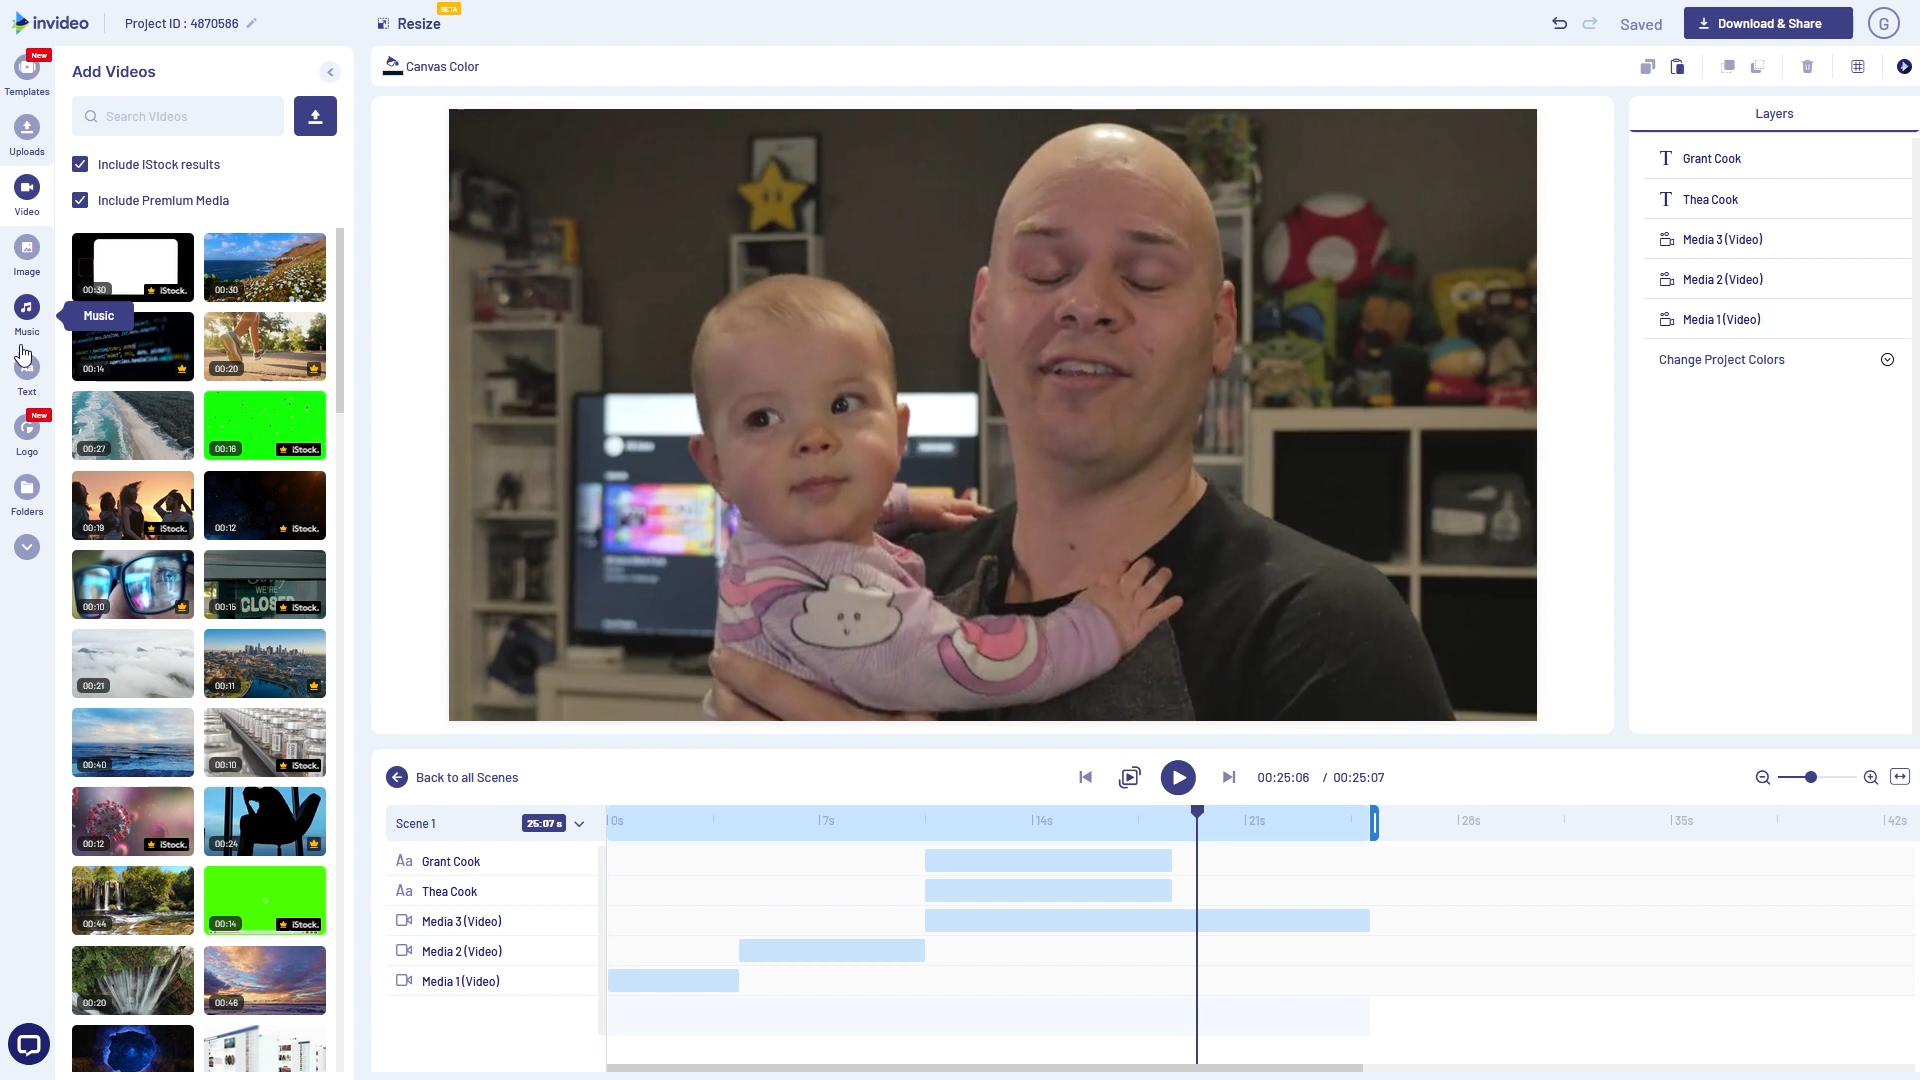 invideo
Project ID : 4870586
Resize
BETA
Saved
Download & Share
G
New
Templates
Uploads
Video
Image
Music
Text
New
Logo
Folders
Add Videos
Search Videos
Include iStock results
Include Premium Media
00:30
iStock.
00:30
Music
00:14
00:20
00:27
00:16
iStock.
00:19
iStock.
00:12
iStock.
00:10
WE'RE
CLOSED
00:15
iStock.
00:21
00:11
00:40
00:10
iStock.
00:12
iStock.
00:24
00:44
00:14
iStock.
00:20
00:46
Canvas Color
Layers
Grant Cook
Thea Cook
Media 3 (Video)
Media 2 (Video)
Media 1 (Video)
Change Project Colors
Back to all Scenes
00:25:06 / 00:25:07
Scene 1
25:07 s
0s
7s
14s
21s
28s
35s
42s
Aa Grant Cook
Aa Thea Cook
Media 3 (Video)
Media 2 (Video)
Media 1 (Video)